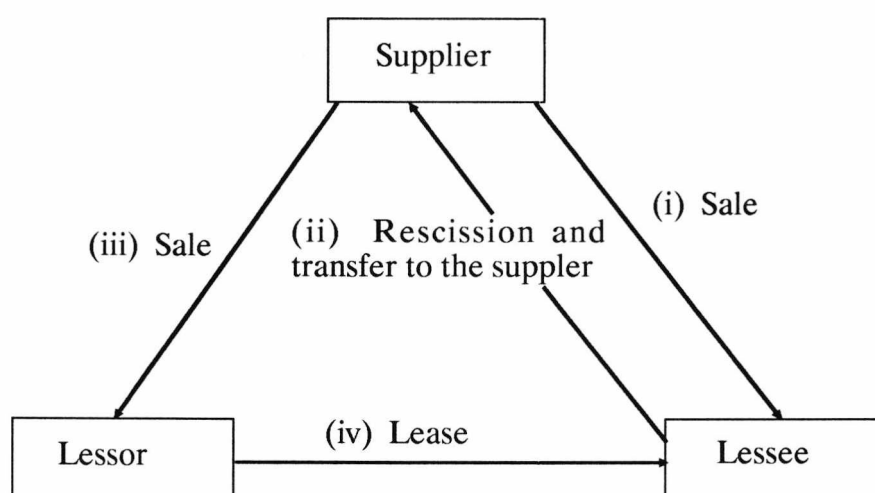 Supplier
(i) Sale
(ii) Rescission and
transfer to the suppler
(iii) Sale
(iv) Lease
Lessor
Lessee